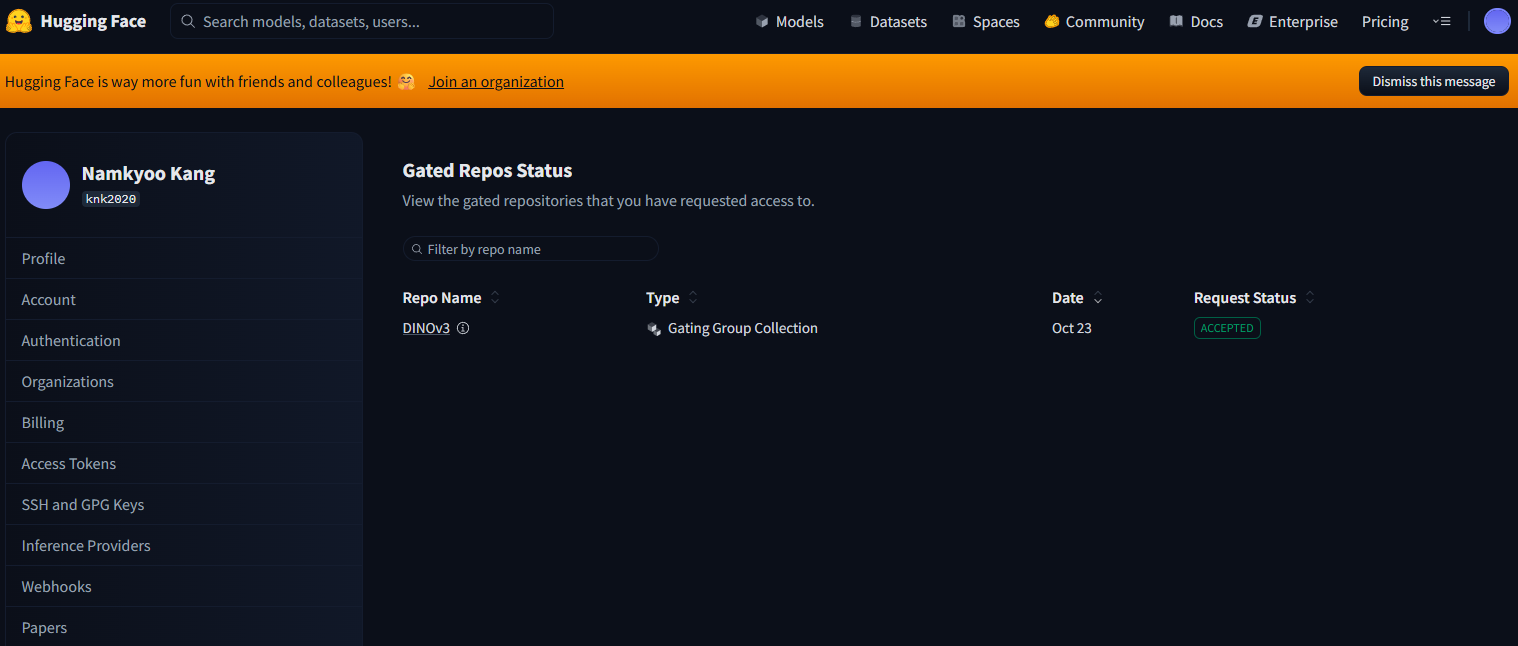 Hugging Face
Search models, datasets, users...
Models
Datasets
Spaces
Community
Docs
Enterprise
Pricing
Hugging Face is way more fun with friends and colleagues! 🤗 Join an organization
Dismiss this message
Namkyoo Kang
knk2020
Profile
Account
Authentication
Organizations
Billing
Access Tokens
SSH and GPG Keys
Inference Providers
Webhooks
Papers
Gated Repos Status
View the gated repositories that you have requested access to.
Filter by repo name
Repo Name Type Date Request Status
DINOv3 Gating Group Collection Oct 23 ACCEPTED